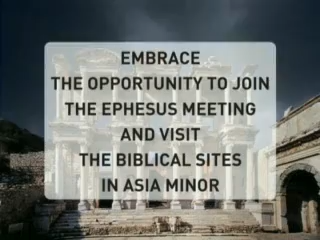 EMBRACE
THE OPPORTUNITY TO JOIN
THE EPHESUS MEETING
AND VISIT
THE BIBLICAL SITES
IN ASIA MINOR